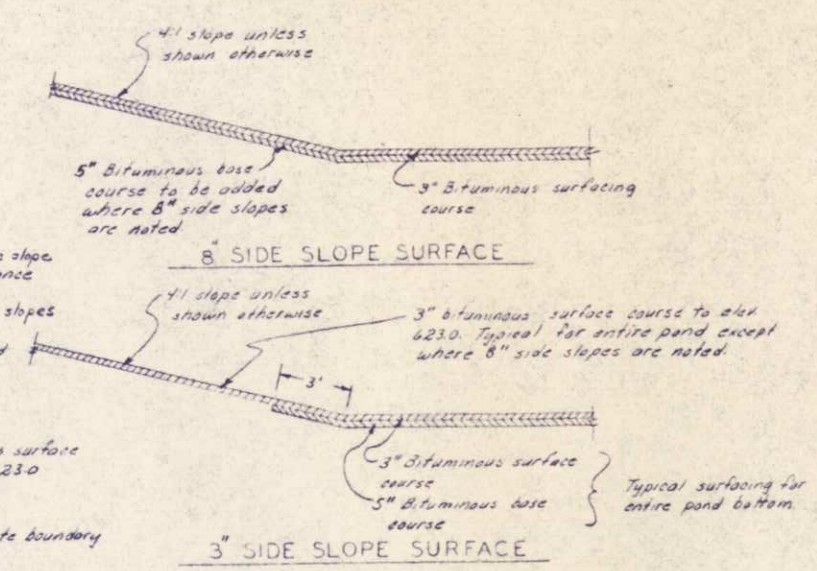 4:1 slope unless
shown otherwise
5" Bituminous base
course to be added
where 8" side slopes
are noted.
3" Bituminous surfacing
course
8" SIDE SLOPE SURFACE
slope
slopes
4:1 slope unless
shown otherwise
3" bituminous surface course to elev.
623.0. Typical for entire pond except
where 8" side slopes are noted.
3'
surface
23.0
3" Bituminous surface
course
5" Bituminous base
course
Typical surfacing for
entire pond bottom
boundary
3" SIDE SLOPE SURFACE